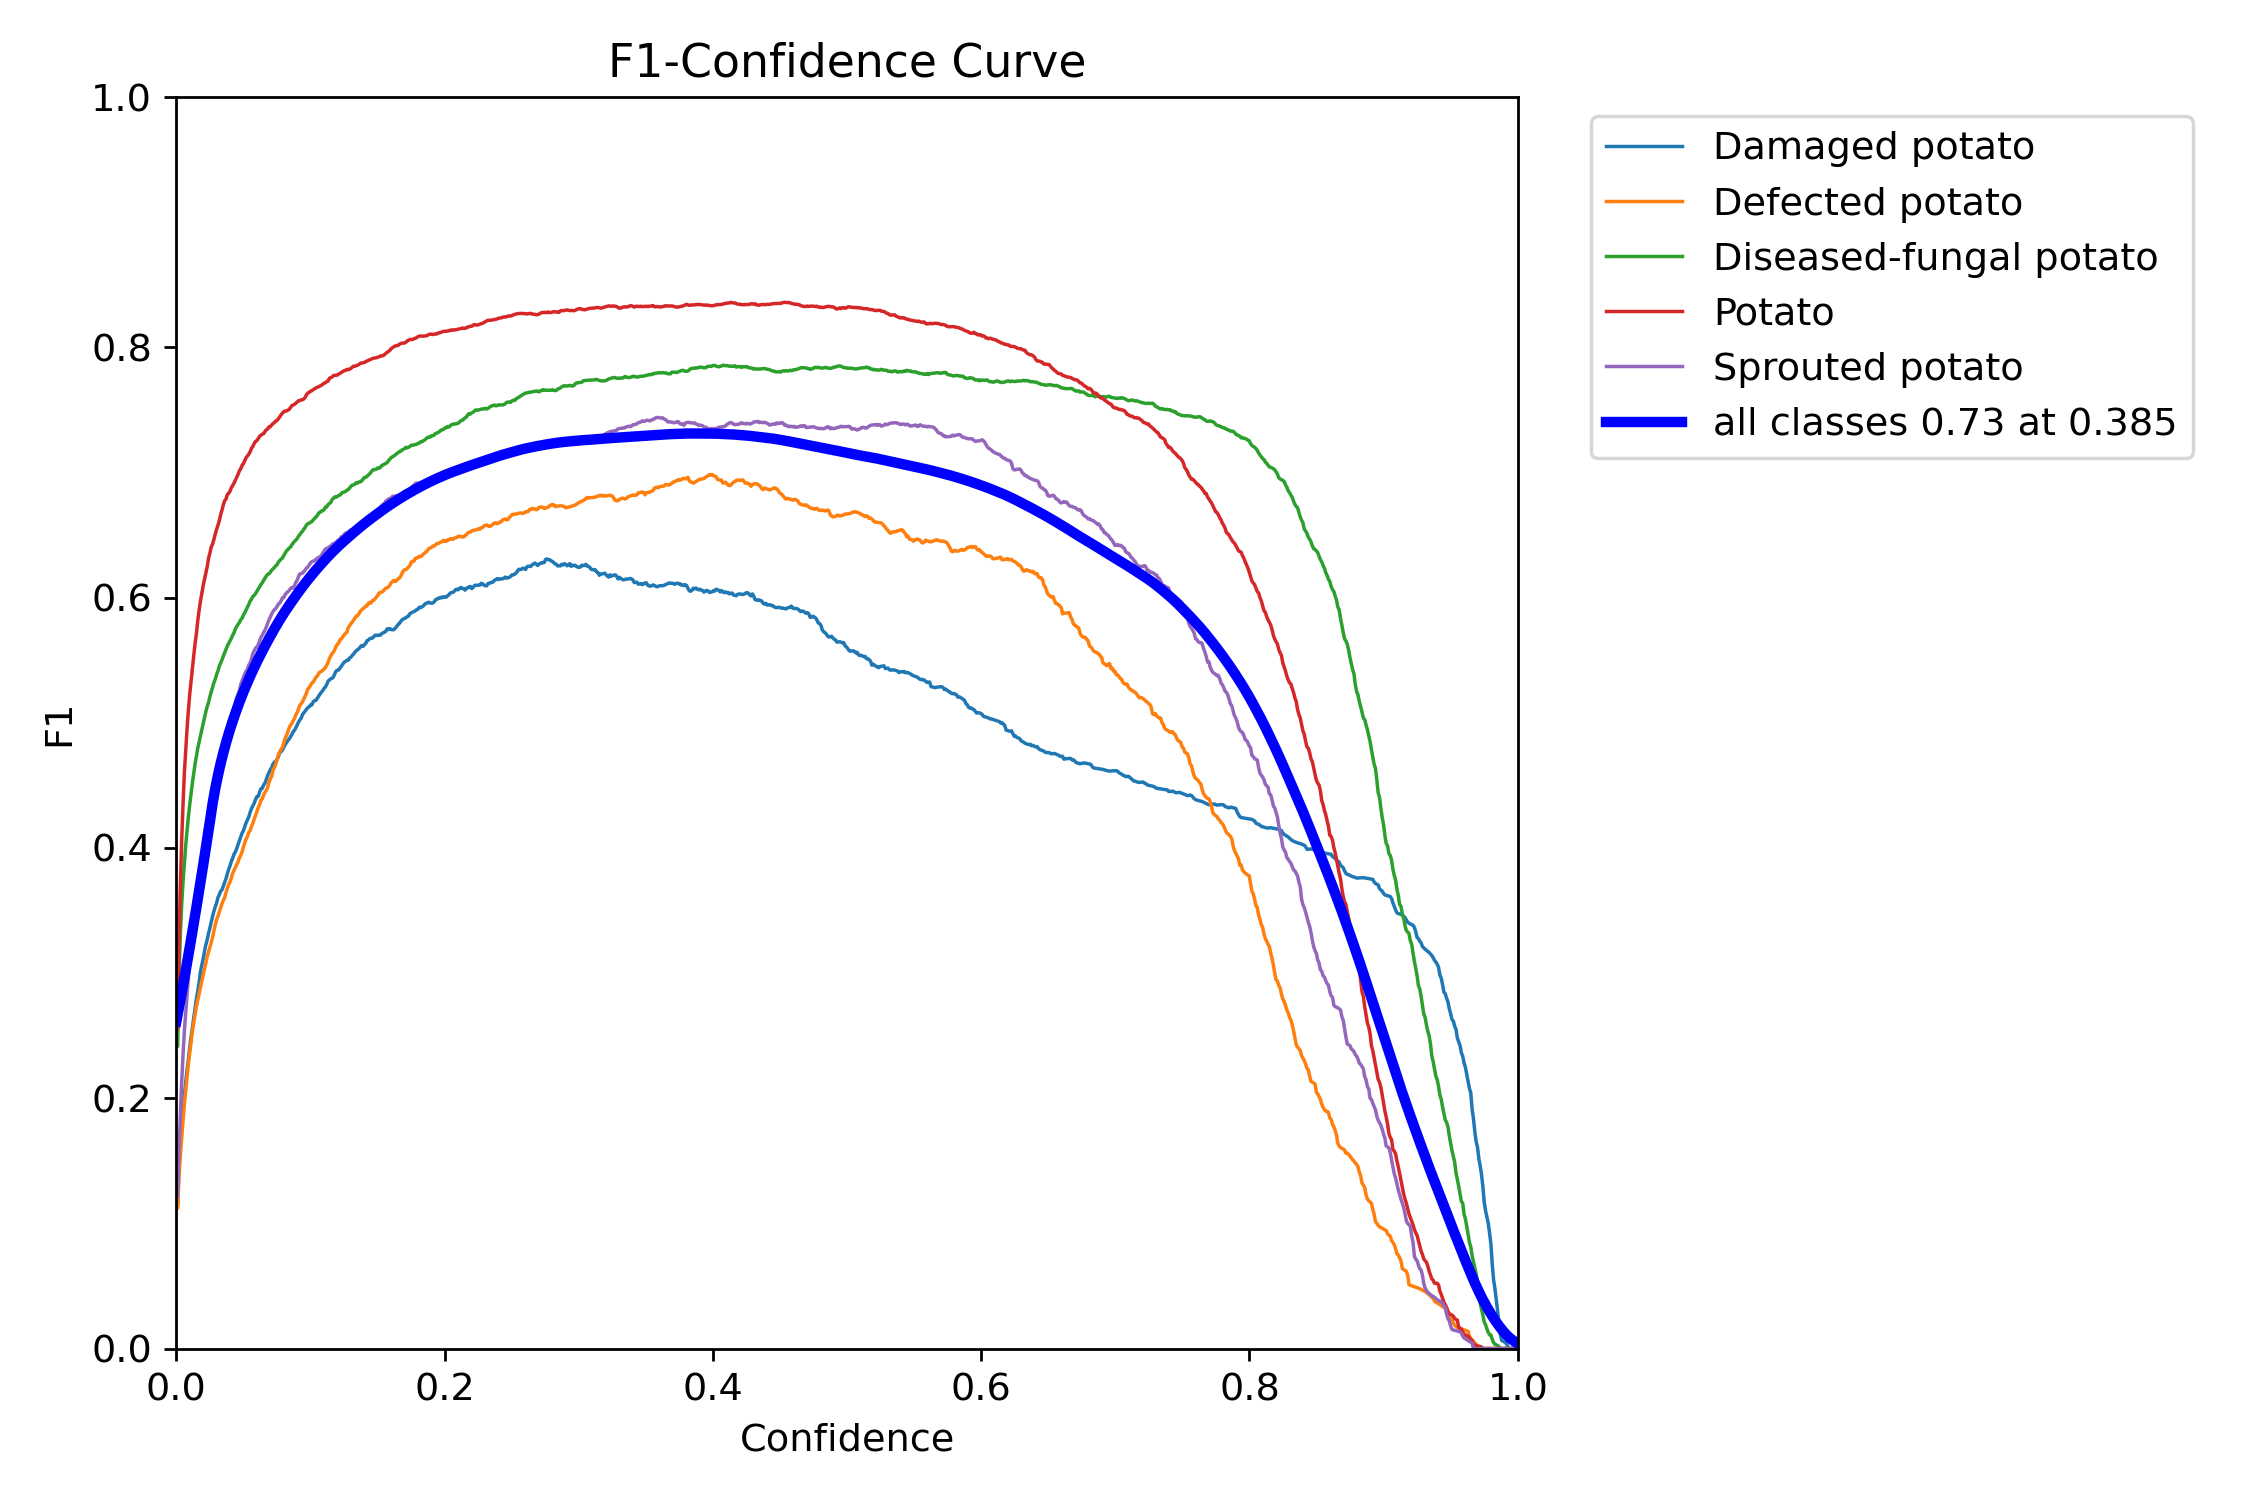 F1-Confidence Curve
1.0
0.8
0.6
0.4
0.2
0.0
F1
0.0 0.2 0.4 0.6 0.8 1.0
Confidence
Damaged potato
Defected potato
Diseased-fungal potato
Potato
Sprouted potato
all classes 0.73 at 0.385